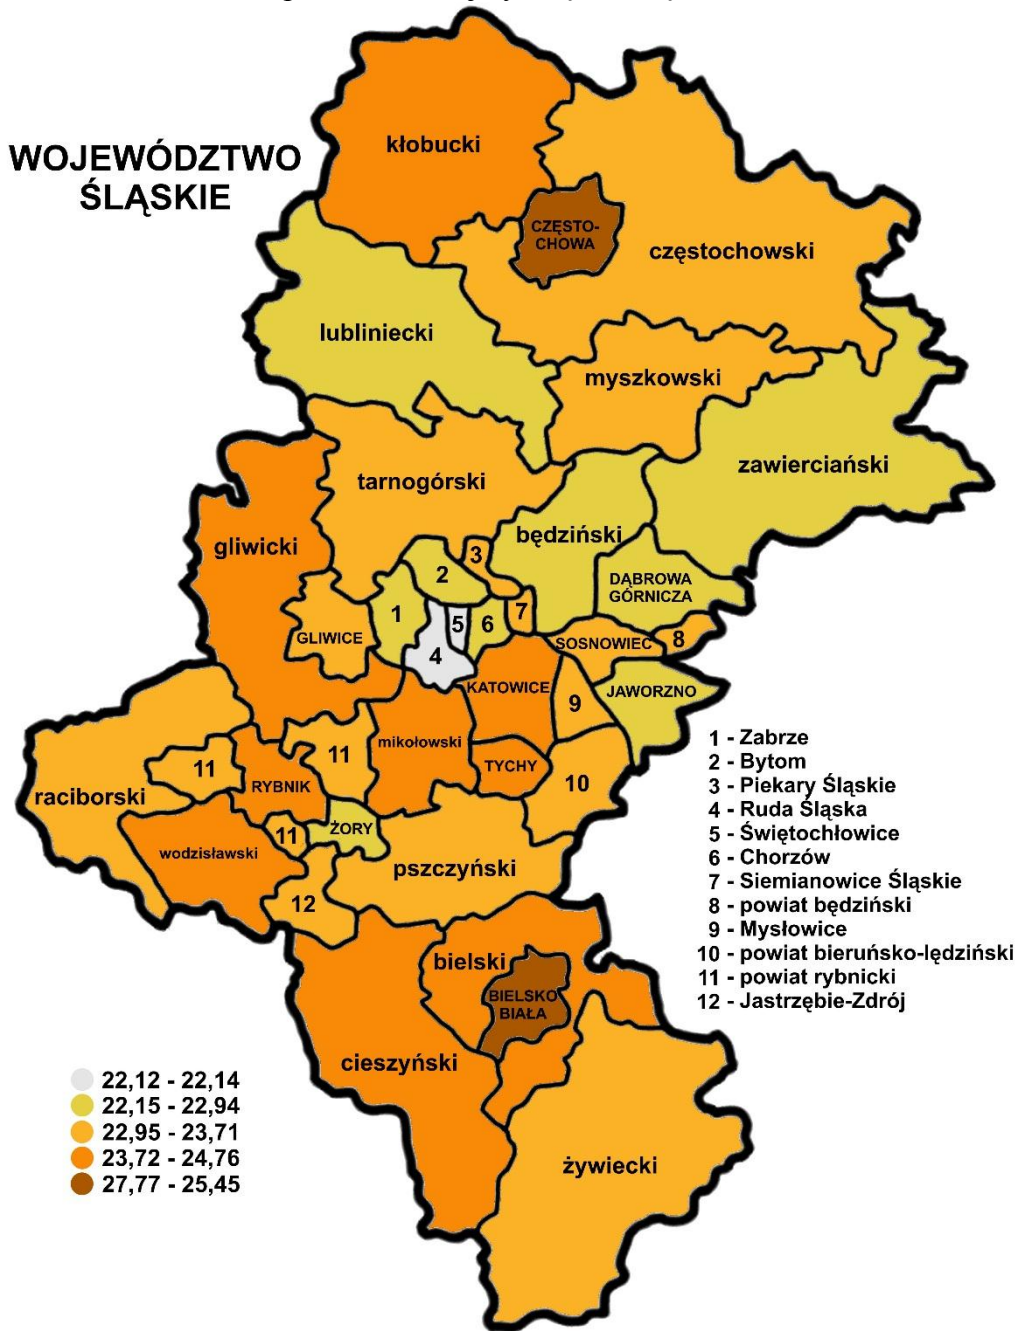 WOJEWÓDZTWO
ŚLĄSKIE
kłobucki
CZĘSTO-
CHOWA
częstochowski
lubliniecki
myszkowski
zawierciański
tarnogórski
będziński
gliwicki
3
2
DĄBROWA
GÓRNICZA
1
5
6
7
GLIWICE
4
SOSNOWIEC
8
KATOWICE
9
JAWORZNO
mikołowski
11
11
TYCHY
10
RYBNIK
raciborski
11
ŻORY
wodzisławski
pszczyński
12
bielski
BIELSKO
BIAŁA
cieszyński
żywiecki
1 - Zabrze
2 - Bytom
3 - Piekary Śląskie
4 - Ruda Śląska
5 - Świętochłowice
6 - Chorzów
7 - Siemianowice Śląskie
8 - powiat będziński
9 - Mysłowice
10 - powiat bieruńsko-lędziński
11 - powiat rybnicki
12 - Jastrzębie-Zdrój
22,12 - 22,14
22,15 - 22,94
22,95 - 23,71
23,72 - 24,76
27,77 - 25,45